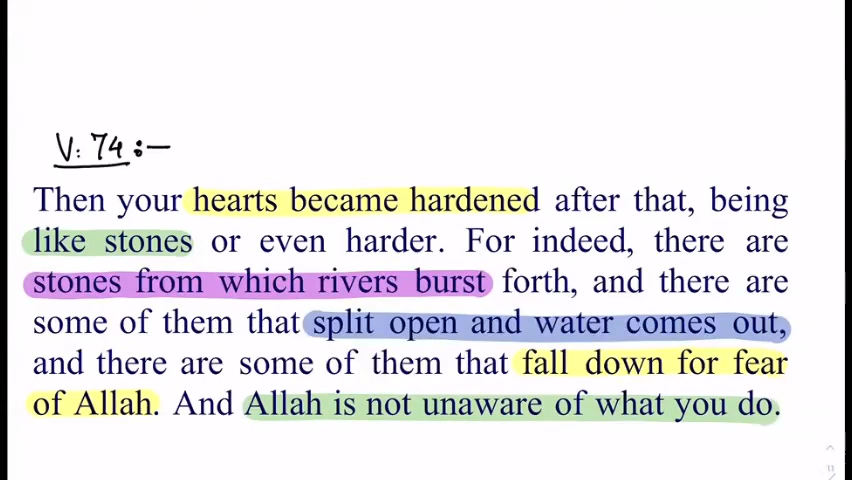 V: 74 :-
Then your hearts became hardened after that, being
like stones or even harder. For indeed, there are
stones from which rivers burst forth, and there are
some of them that split open and water comes out,
and there are some of them that fall down for fear
of Allah. And Allah is not unaware of what you do.